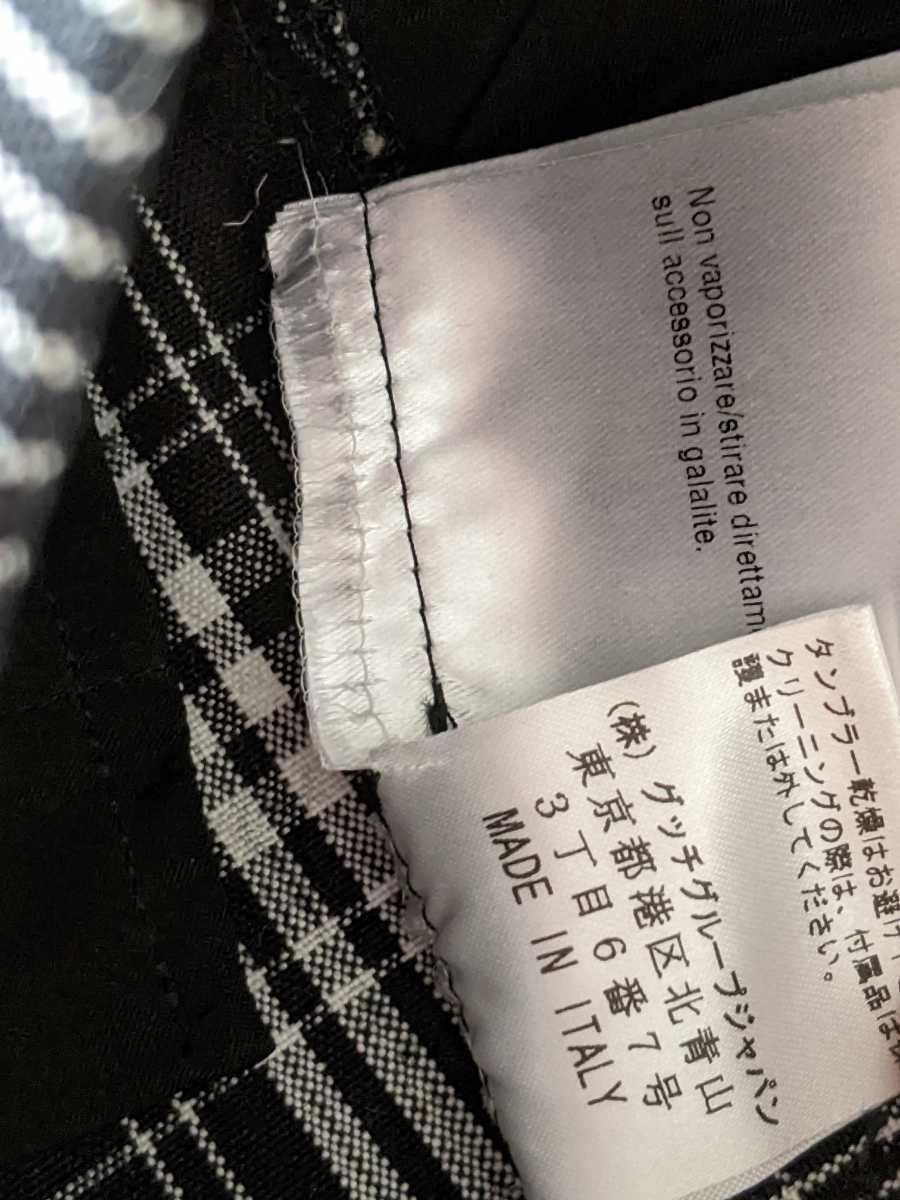 Non vaporizzare/stirare direttam
sull accessorio in galalite.
タンブラー乾燥はお避け
クリーニングの際は、付属品は
護または外してください。
(株) グッチグループジャパン
東京都港区北青山
3丁目6番7号
MADE IN ITALY